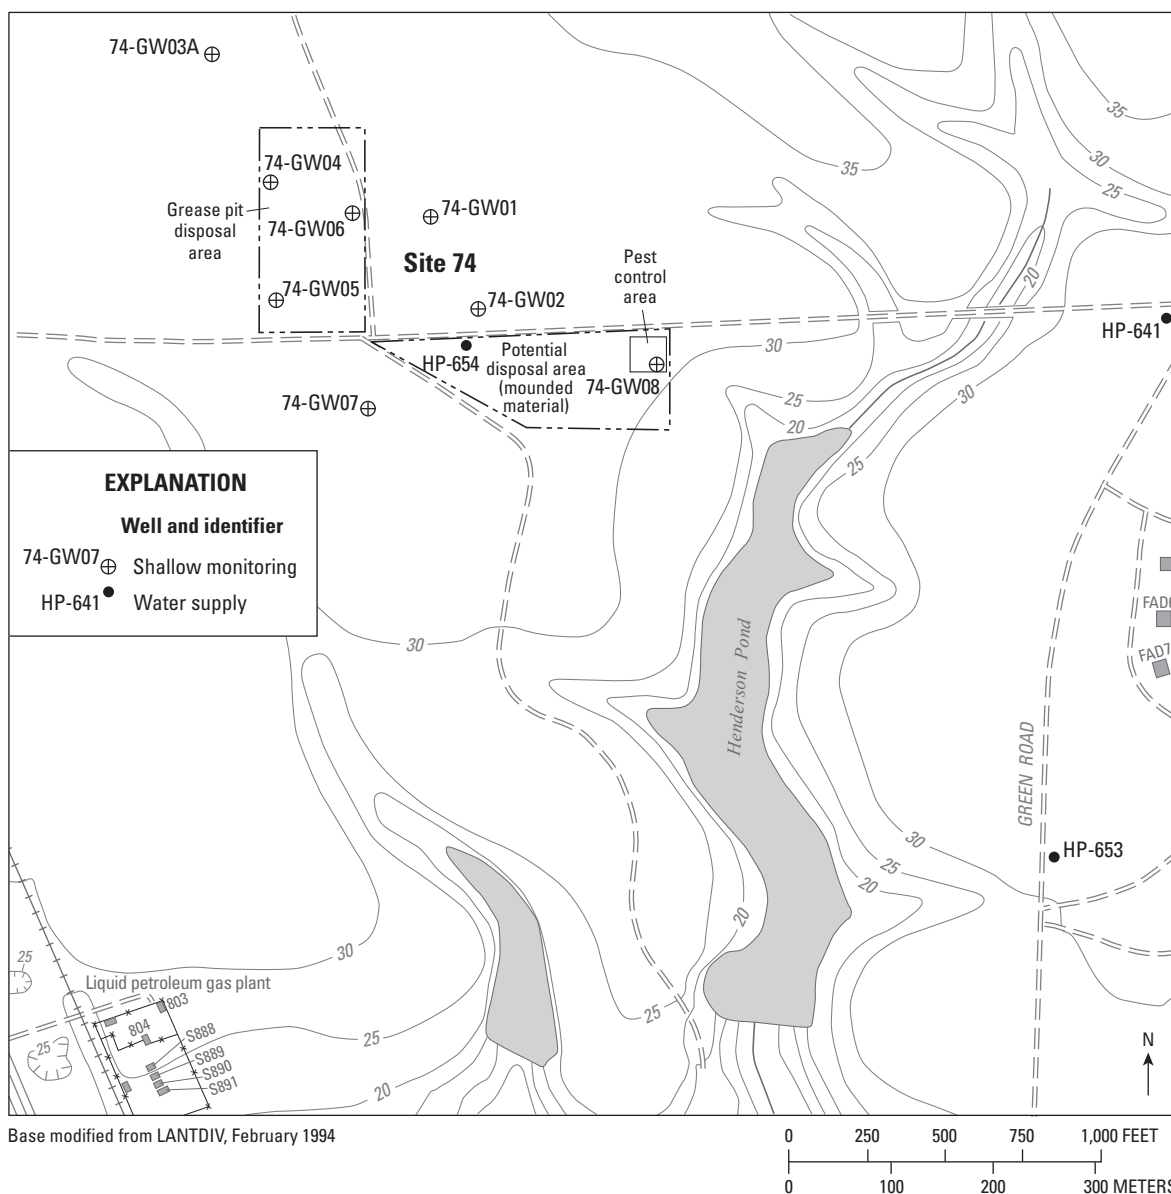 74-GW03A
35
30
25
35
74-GW04
Grease pit
disposal
area
74-GW06
74-GW01
Site 74
Pest
control
area
20
74-GW05
74-GW02
HP-641
HP-654
Potential
disposal area
(mounded
material)
30
74-GW08
25
30
74-GW07
20
25
EXPLANATION
Well and identifier
74-GW07 Shallow monitoring
HP-641 Water supply
30
Henderson Pond
FAD6
FAD7
GREEN ROAD
30
HP-653
25
20
20
30
25
Liquid petroleum gas plant
803
804
S888
S889
S890
S891
25
25
25
20
N
Base modified from LANTDIV, February 1994
0 250 500 750 1,000 FEET
0 100 200 300 METERS